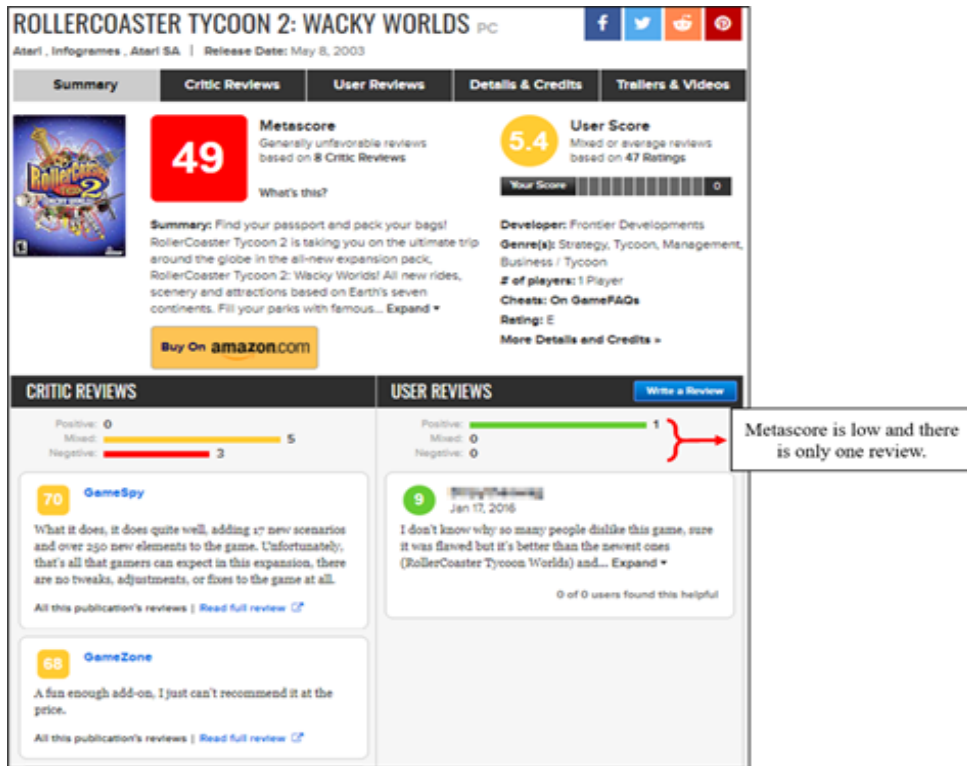 ROLLERCOASTER TYCOON 2: WACKY WORLDS PC
Atari , Infogrames , Atari SA | Release Date: May 8, 2003
Summary Critic Reviews User Reviews Details & Credits Trailers & Videos
49
Metascore
Generally unfavorable reviews
based on 8 Critic Reviews
What's this?
5.4
User Score
Mixed or average reviews
based on 47 Ratings
Your Score 0
Summary: Find your passport and pack your bags!
RollerCoaster Tycoon 2 is taking you on the ultimate trip
around the globe in the all-new expansion pack,
RollerCoaster Tycoon 2: Wacky Worlds! All new rides,
scenery and attractions based on Earth's seven
continents. Fill your parks with famous... Expand
Buy On amazon.com
Developer: Frontier Developments
Genre(s): Strategy, Tycoon, Management,
Business / Tycoon
# of players: 1 Player
Cheats: On GameFAQs
Rating: E
More Details and Credits »
CRITIC REVIEWS
Positive: 0
Mixed: 5
Negative: 3
70 GameSpy
What it does, it does quite well, adding 17 new scenarios
and over 250 new elements to the game. Unfortunately,
that's all that gamers can expect in this expansion, there
are no tweaks, adjustments, or fixes to the game at all.
All this publication's reviews | Read full review
68 GameZone
A fun enough add-on, I just can't recommend it at the
price.
All this publication's reviews | Read full review
USER REVIEWS Write a Review
Positive: 1
Mixed: 0
Negative: 0
9
Jan 17, 2016
I don't know why so many people dislike this game, sure
it was flawed but it's better than the newest ones
(RollerCoaster Tycoon Worlds) and... Expand
0 of 0 users found this helpful
Metascore is low and there
is only one review.